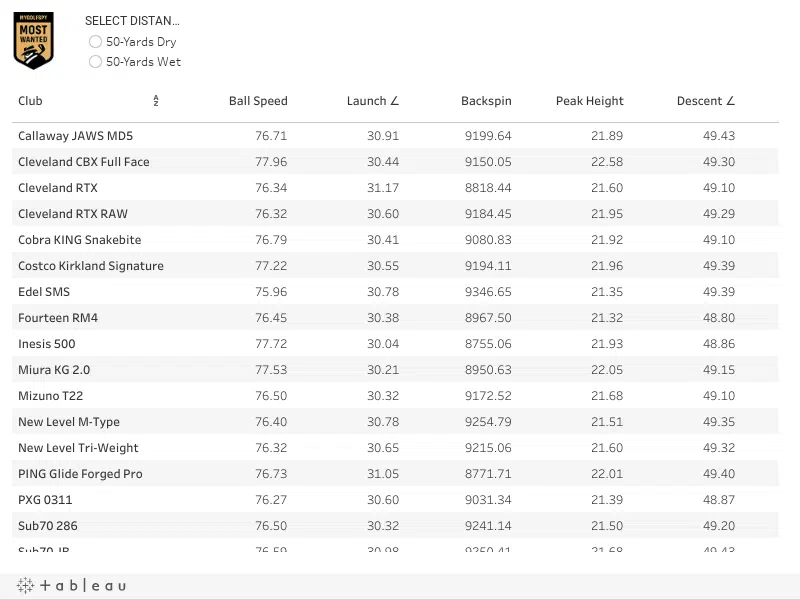 MYGOLFSPY
MOST
WANTED
SELECT DISTAN...
50-Yards Dry
50-Yards Wet
Club Ball Speed Launch ∠ Backspin Peak Height Descent ∠
Callaway JAWS MD5 76.71 30.91 9199.64 21.89 49.43
Cleveland CBX Full Face 77.96 30.44 9150.05 22.58 49.30
Cleveland RTX 76.34 31.17 8818.44 21.60 49.10
Cleveland RTX RAW 76.32 30.60 9184.45 21.95 49.29
Cobra KING Snakebite 76.79 30.41 9080.83 21.92 49.10
Costco Kirkland Signature 77.22 30.55 9194.11 21.96 49.39
Edel SMS 75.96 30.78 9346.65 21.35 49.39
Fourteen RM4 76.45 30.38 8967.50 21.32 48.80
Inesis 500 77.72 30.04 8755.06 21.93 48.86
Miura KG 2.0 77.53 30.21 8950.63 22.05 49.15
Mizuno T22 76.50 30.32 9172.52 21.68 49.10
New Level M-Type 76.40 30.78 9254.79 21.51 49.35
New Level Tri-Weight 76.32 30.65 9215.06 21.60 49.32
PING Glide Forged Pro 76.73 31.05 8771.71 22.01 49.40
PXG 0311 76.27 30.60 9031.34 21.39 48.87
Sub70 286 76.50 30.32 9241.14 21.50 49.20
Sub70 JB 76.59 30.98 9250.41 21.68 49.43
+ableau